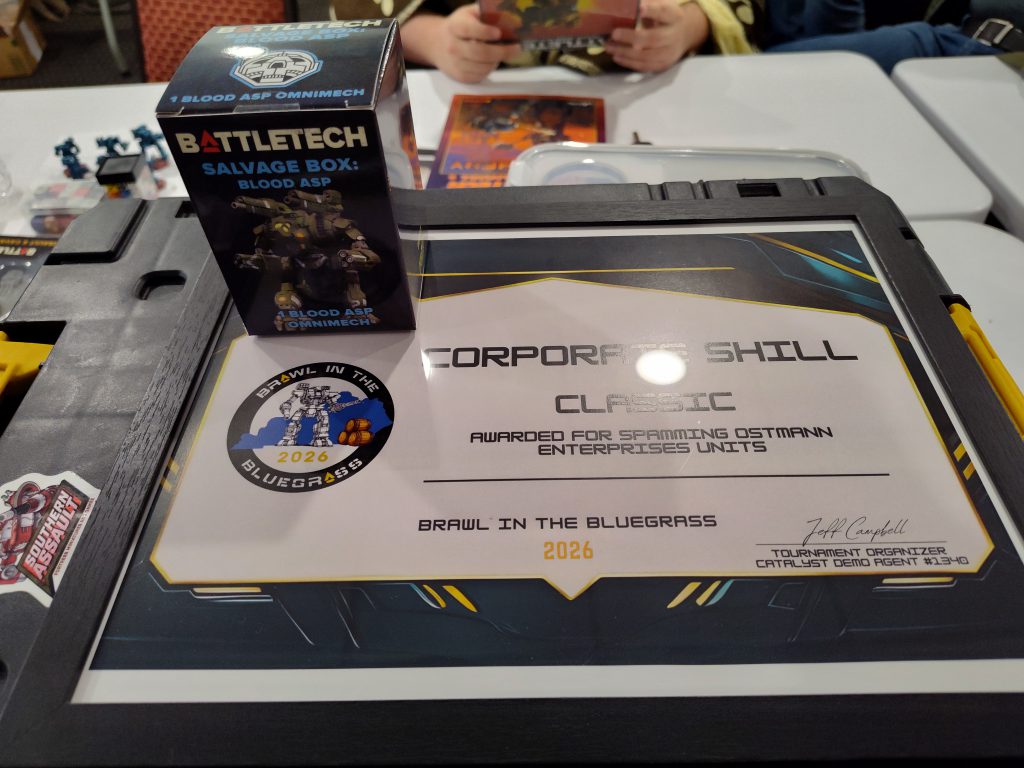 BATTLETECH
1 BLOOD ASP OMNIMECH
BATTLETECH
SALVAGE BOX:
BLOOD ASP
1 BLOOD ASP
OMNIMECH
CORPORATE SHILL
CLASSIC
AWARDED FOR SPAMMING OSTMANN
ENTERPRISES UNITS
BRAWL IN THE
2026
BLUEGRASS
BRAWL IN THE BLUEGRASS
2026
Jeff Campbell
TOURNAMENT ORGANIZER
CATALYST DEMO AGENT #1340
SOUTHERN
ASSAULT